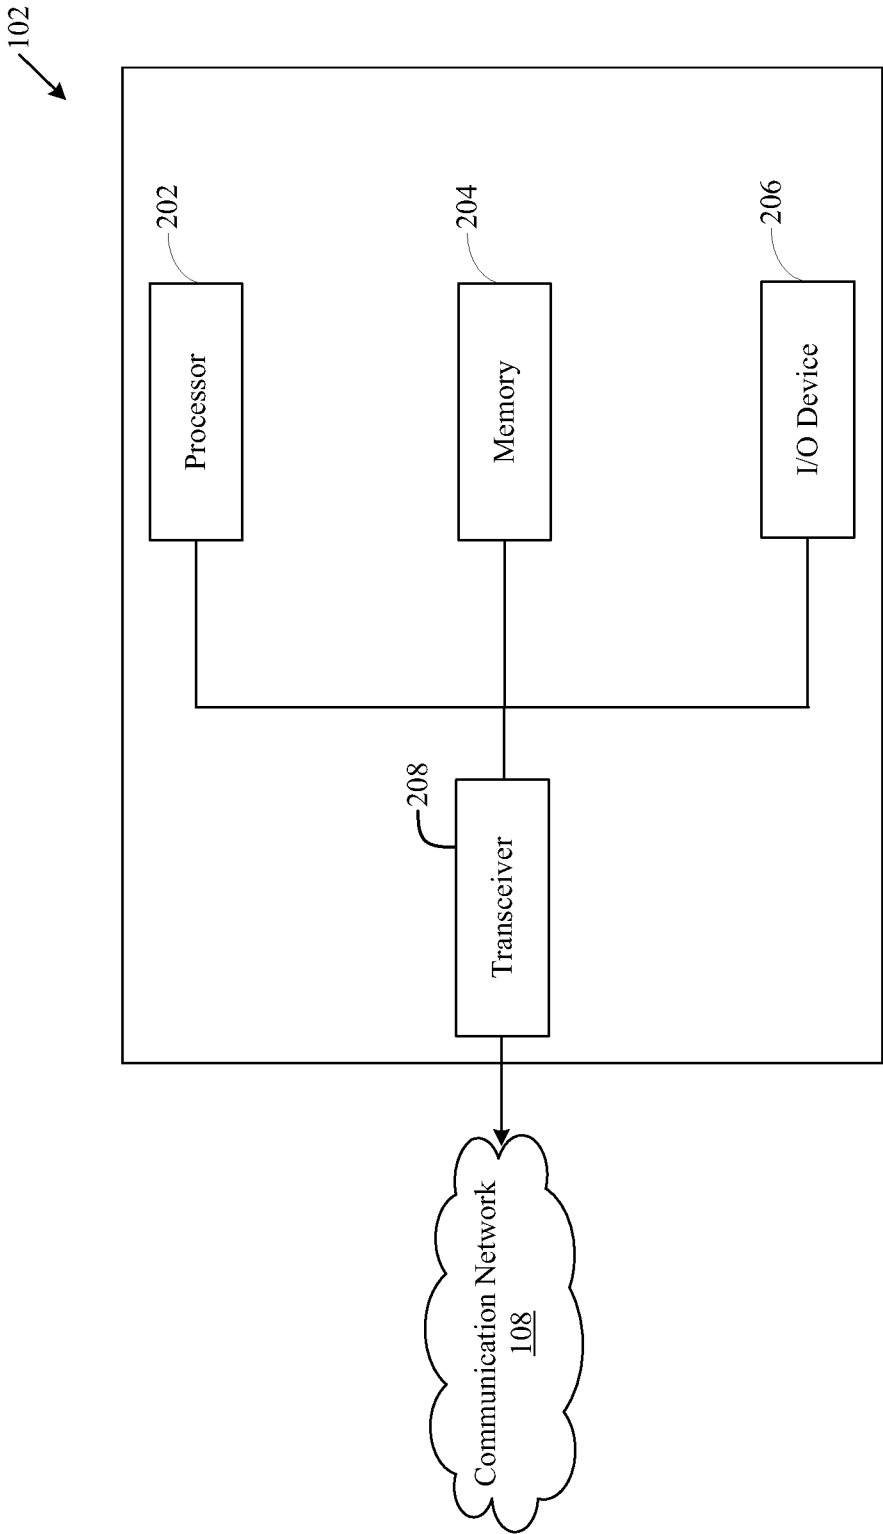 102
202
Processor
204
Memory
206
I/O Device
208
Transceiver
Communication Network
108